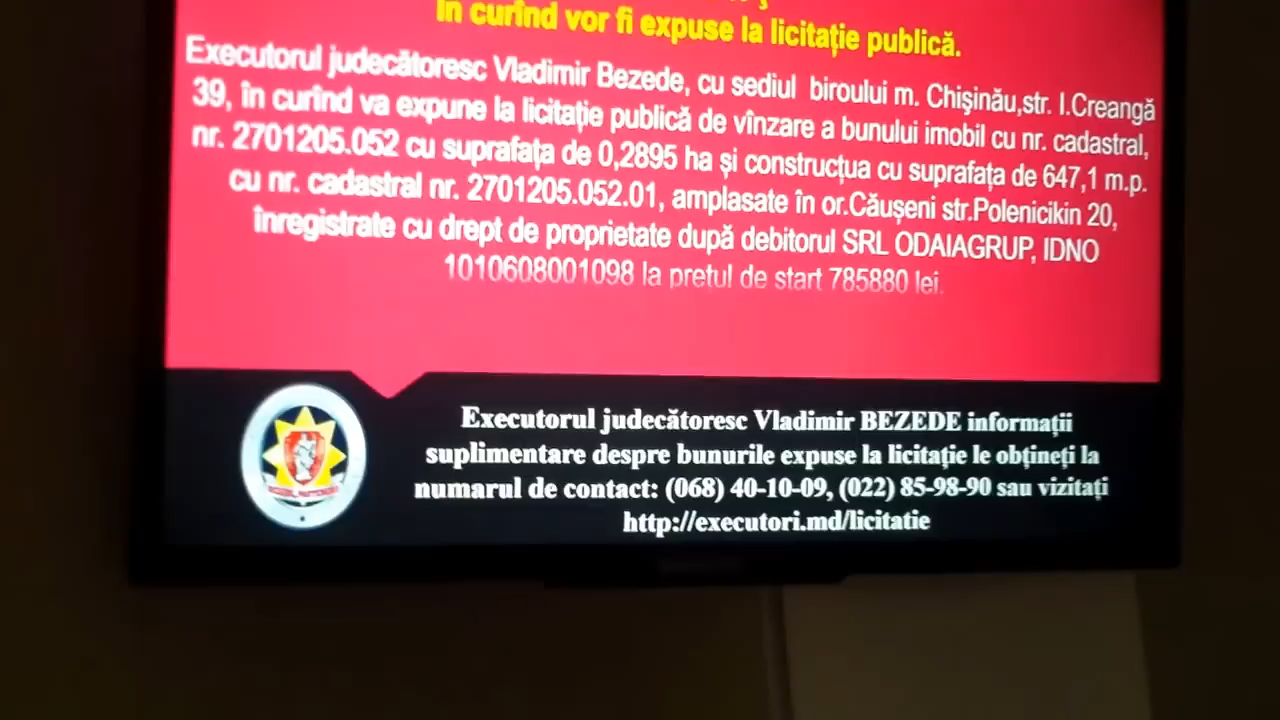 În curînd vor fi expuse la licitație publică.
Executorul judecătoresc Vladimir Bezede, cu sediul biroului m. Chişinău,str. I.Creangă
39, în curînd va expune la licitație publică de vînzare a bunului imobil cu nr. cadastral,
nr. 2701205.052 cu suprafața de 0,2895 ha și construcțua cu suprafața de 647,1 m.p.
cu nr. cadastral nr. 2701205.052.01, amplasate în or.Căușeni str.Polenicikin 20,
înregistrate cu drept de proprietate după debitorul SRL ODAIAGRUP, IDNO
1010608001098 la prețul de start 785880 lei.
Executorul judecătoresc Vladimir BEZEDE informații
suplimentare despre bunurile expuse la licitație le obțineți la
numarul de contact: (068) 40-10-09, (022) 85-98-90 sau vizitați
http://executori.md/licitatie